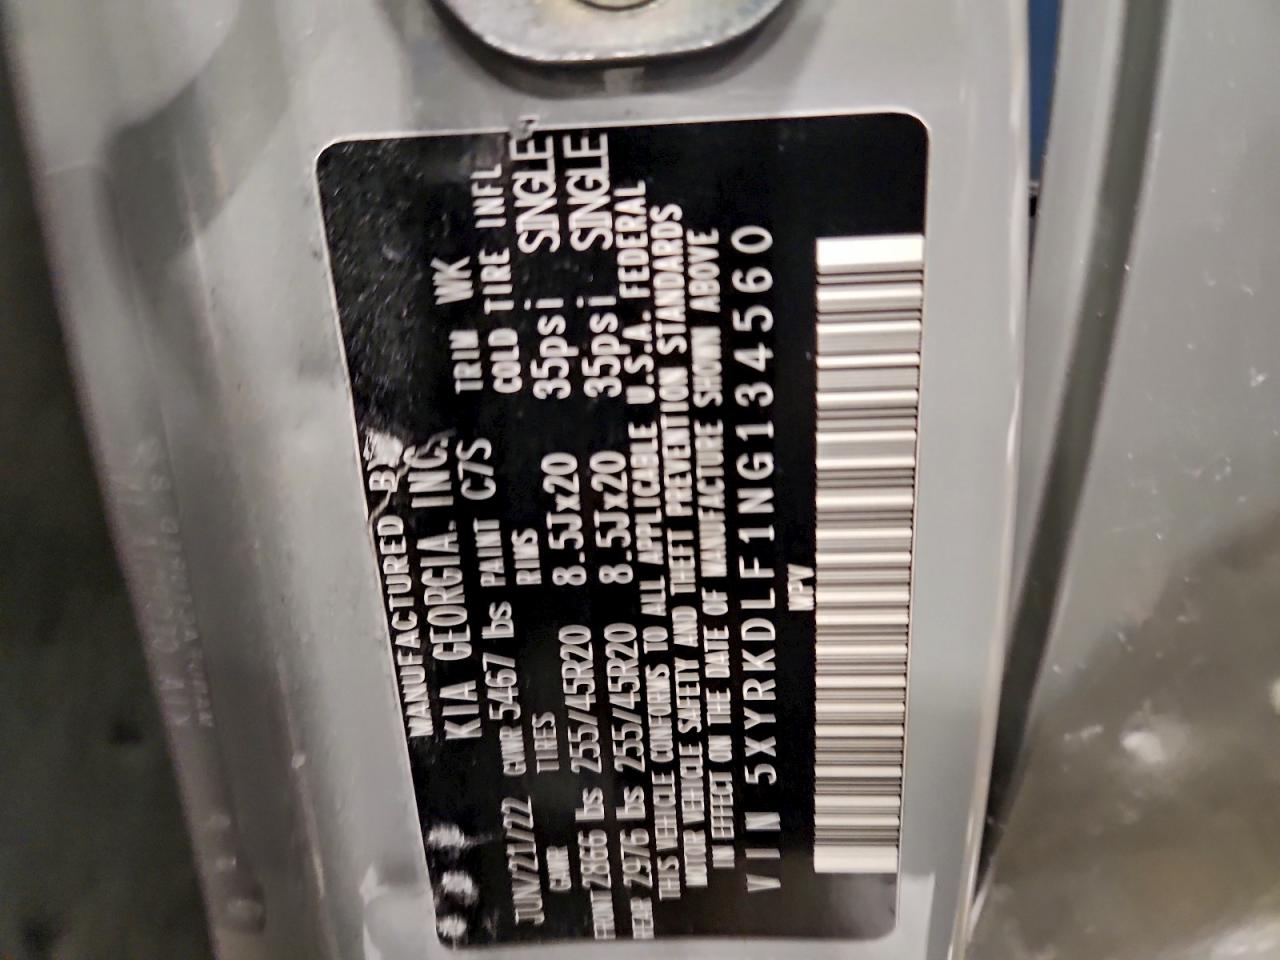 MANUFACTURED BY
KIA GEORGIA. INC.
JUN/21/22 GVWR 5467 lbs PAINT C7S TRIM WK
GAWR TIRES RIMS COLD TIRE INFL
FRONT 2866 lbs 255/45R20 8.5Jx20 35psi SINGLE
REAR 2976 lbs 255/45R20 8.5Jx20 35psi SINGLE
THIS VEHICLE CONFORMS TO ALL APPLICABLE U.S.A. FEDERAL
MOTOR VEHICLE SAFETY AND THEFT PREVENTION STANDARDS
IN EFFECT ON THE DATE OF MANUFACTURE SHOWN ABOVE
VIN 5XYRKDLF1NG134560
MPV